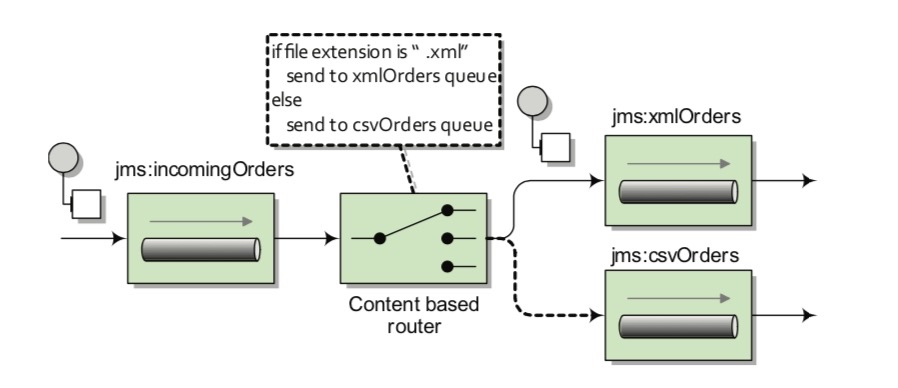 if file extension is “ .xml”
send to xmlOrders queue
else
send to csvOrders queue
jms:xmlOrders
jms:incomingOrders
jms:csvOrders
Content based
router